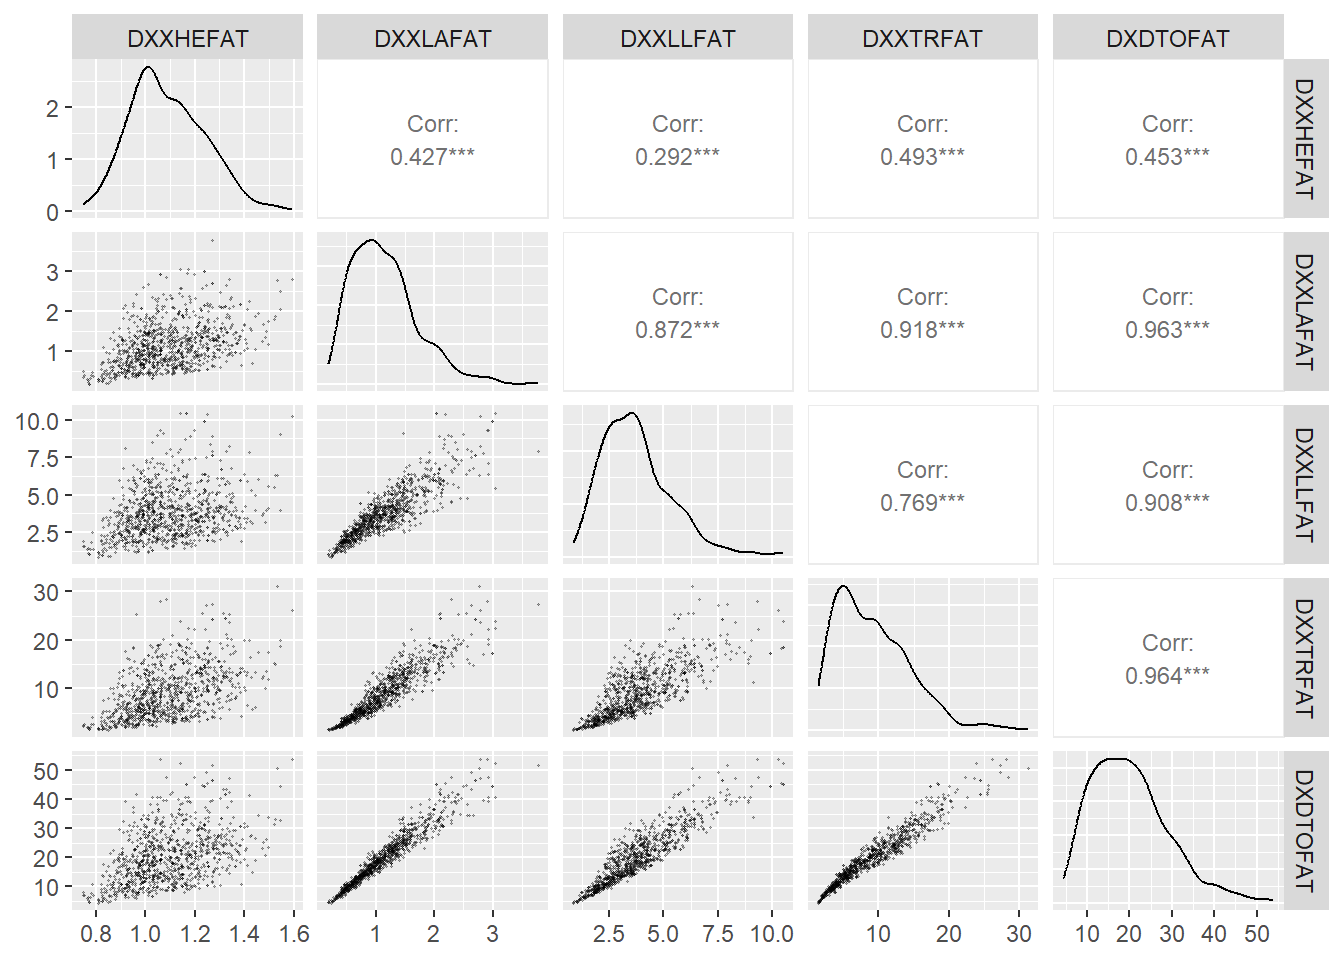 DXXHEFAT DXXLAFAT DXXLLFAT DXXTRFAT DXDTOFAT
2
1
0
Corr:
0.427***
Corr:
0.292***
Corr:
0.493***
Corr:
0.453***
DXXHEFAT
3
2
1
Corr:
0.872***
Corr:
0.918***
Corr:
0.963***
DXXLAFAT
10.0
7.5
5.0
2.5
Corr:
0.769***
Corr:
0.908***
DXXLLFAT
30
20
10
Corr:
0.964***
DXXTRFAT
50
40
30
20
10
DXDTOFAT
0.8 1.0 1.2 1.4 1.6 1 2 3 2.5 5.0 7.5 10.0 10 20 30 10 20 30 40 50